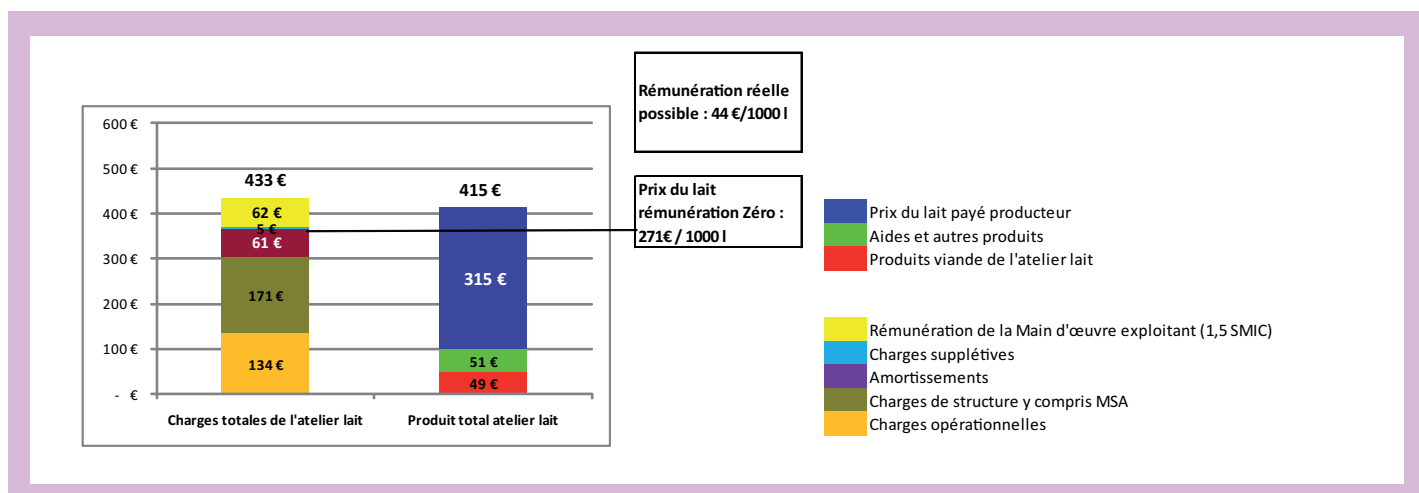 Rémunération réelle
possible : 44 €/1000 l
Prix du lait
rémunération Zéro :
271€ / 1000 l
600 €
500 €
400 €
300 €
200 €
100 €
- €
433 €
62 €
5 €
61 €
171 €
134 €
415 €
315 €
51 €
49 €
Charges totales de l'atelier lait
Produit total atelier lait
Prix du lait payé producteur
Aides et autres produits
Produits viande de l'atelier lait
Rémunération de la Main d'œuvre exploitant (1,5 SMIC)
Charges supplétives
Amortissements
Charges de structure y compris MSA
Charges opérationnelles